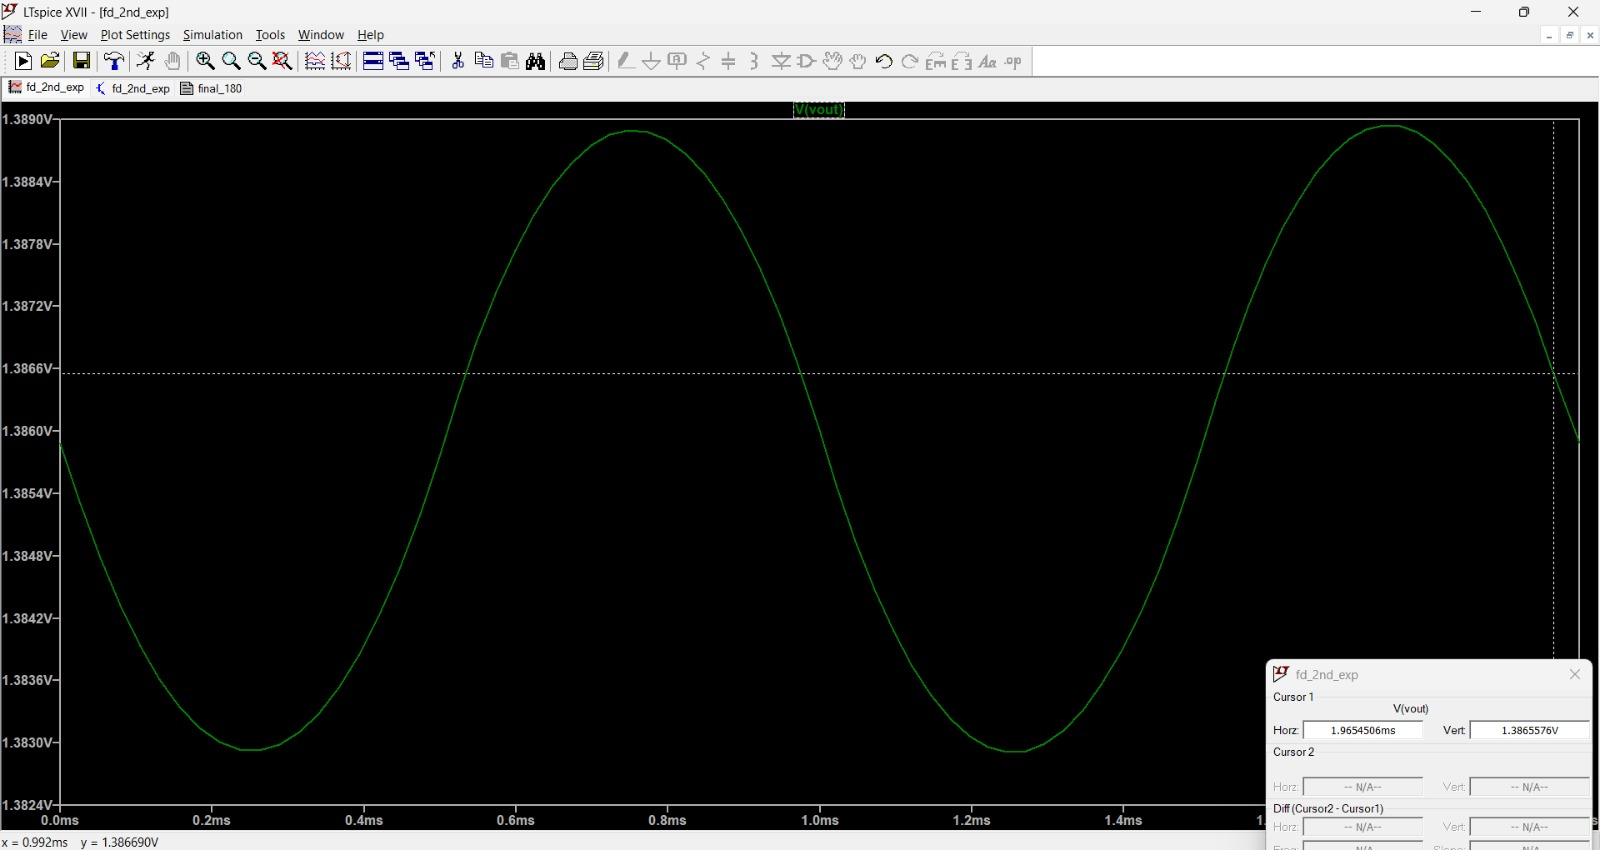 LTspice XVII - [fd_2nd_exp]
File View Plot Settings Simulation Tools Window Help
fd_2nd_exp fd_2nd_exp final_180
V(vout)
1.3890V
1.3884V
1.3878V
1.3872V
1.3866V
1.3860V
1.3854V
1.3848V
1.3842V
1.3836V
1.3830V
1.3824V
0.0ms 0.2ms 0.4ms 0.6ms 0.8ms 1.0ms 1.2ms 1.4ms
fd_2nd_exp
Cursor 1
V(vout)
Horz: 1.9654506ms Vert: 1.3865576V
Cursor 2
Horz: -- N/A-- Vert: -- N/A--
Diff (Cursor2 - Cursor1)
Horz: -- N/A-- Vert: -- N/A--
x = 0.992ms y = 1.386690V